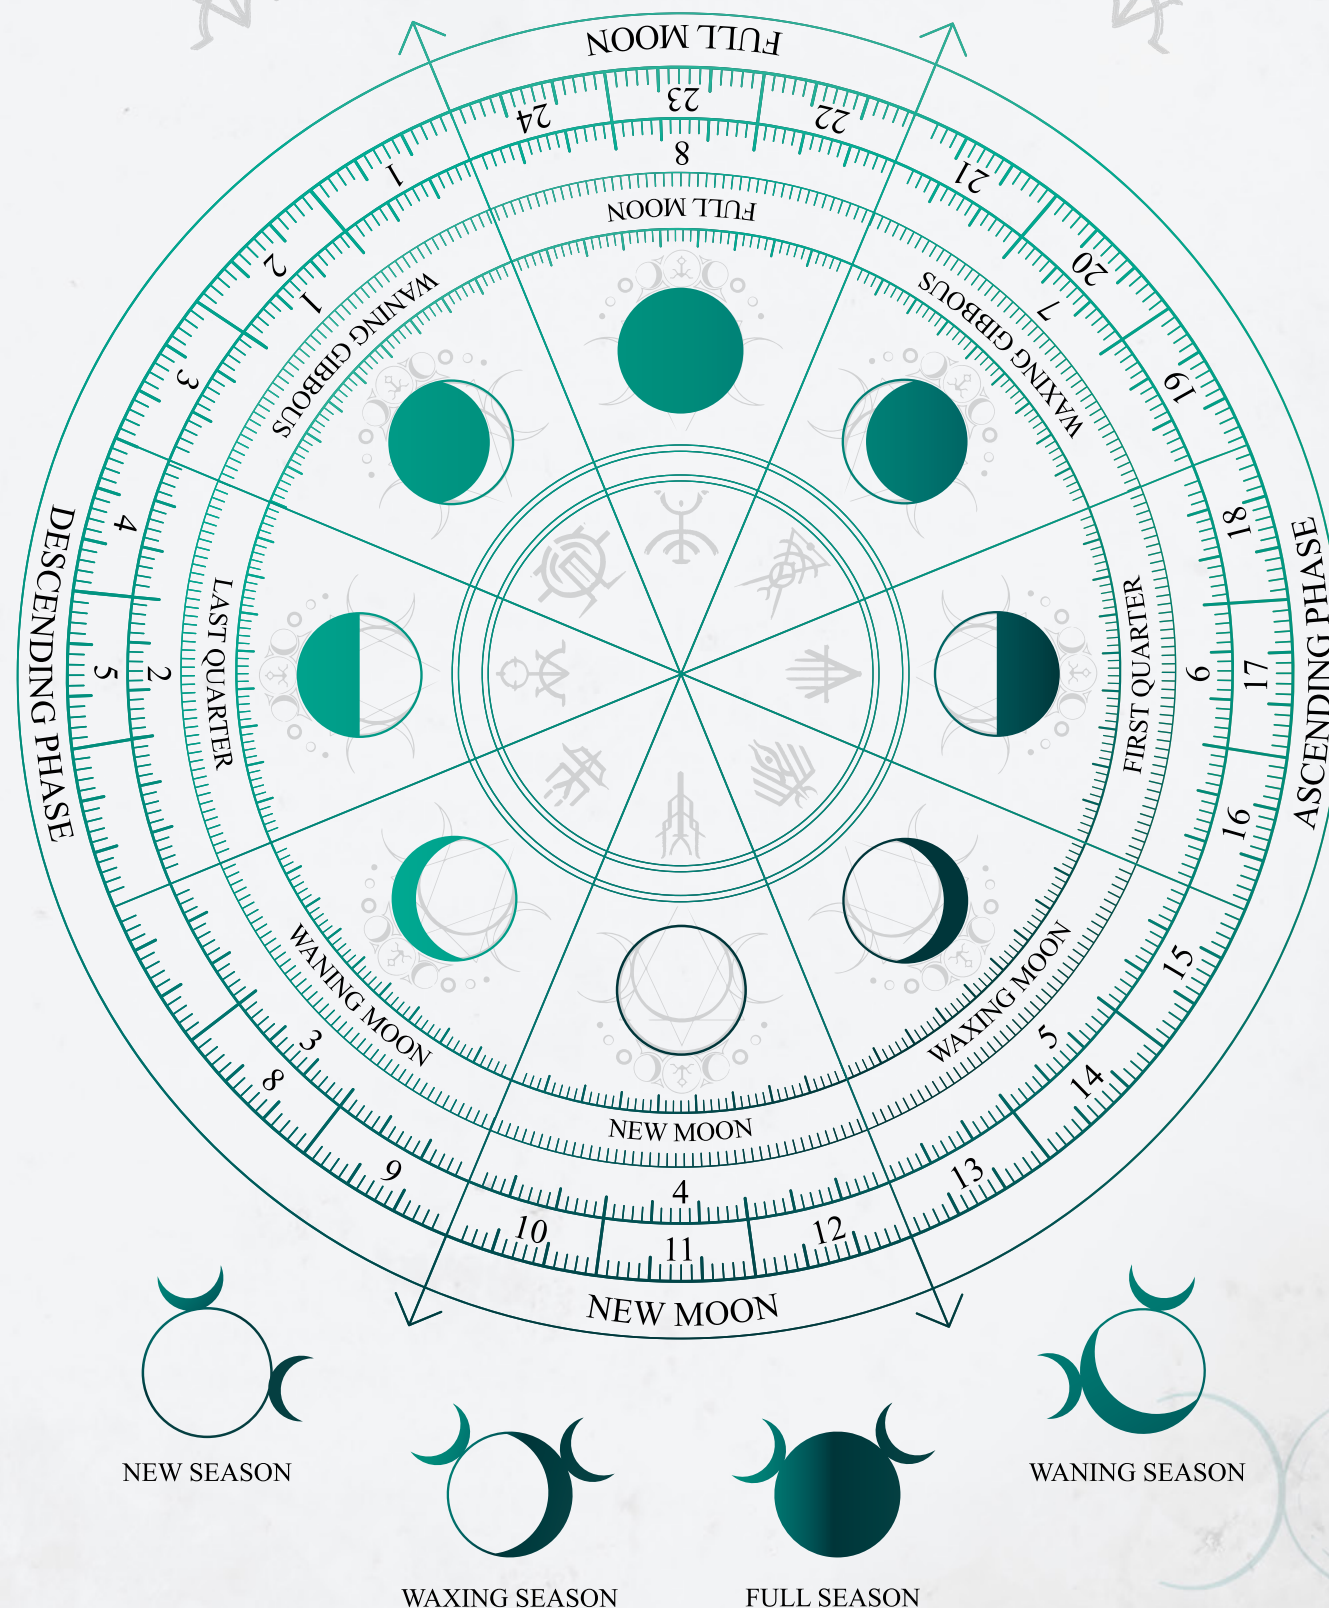 FULL MOON
24
23
22
21
20
19
18
17
16
15
14
13
12
11
10
9
8
5
4
3
2
1
8
7
6
5
4
3
2
1
FULL MOON
WAXING GIBBOUS
FIRST QUARTER
WAXING MOON
NEW MOON
WANING MOON
LAST QUARTER
WANING GIBBOUS
DESCENDING PHASE
ASCENDING PHASE
NEW MOON
NEW SEASON
WAXING SEASON
FULL SEASON
WANING SEASON